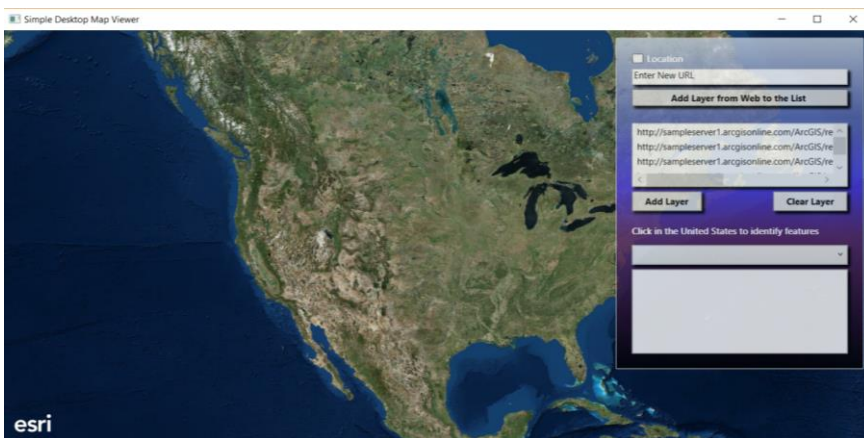 Simple Desktop Map Viewer
Location
Enter New URL
Add Layer from Web to the List
http://sampleserver1.arcgisonline.com/ArcGIS/re
http://sampleserver1.arcgisonline.com/ArcGIS/re
http://sampleserver1.arcgisonline.com/ArcGIS/re
Add Layer
Clear Layer
Click in the United States to identify features
esri